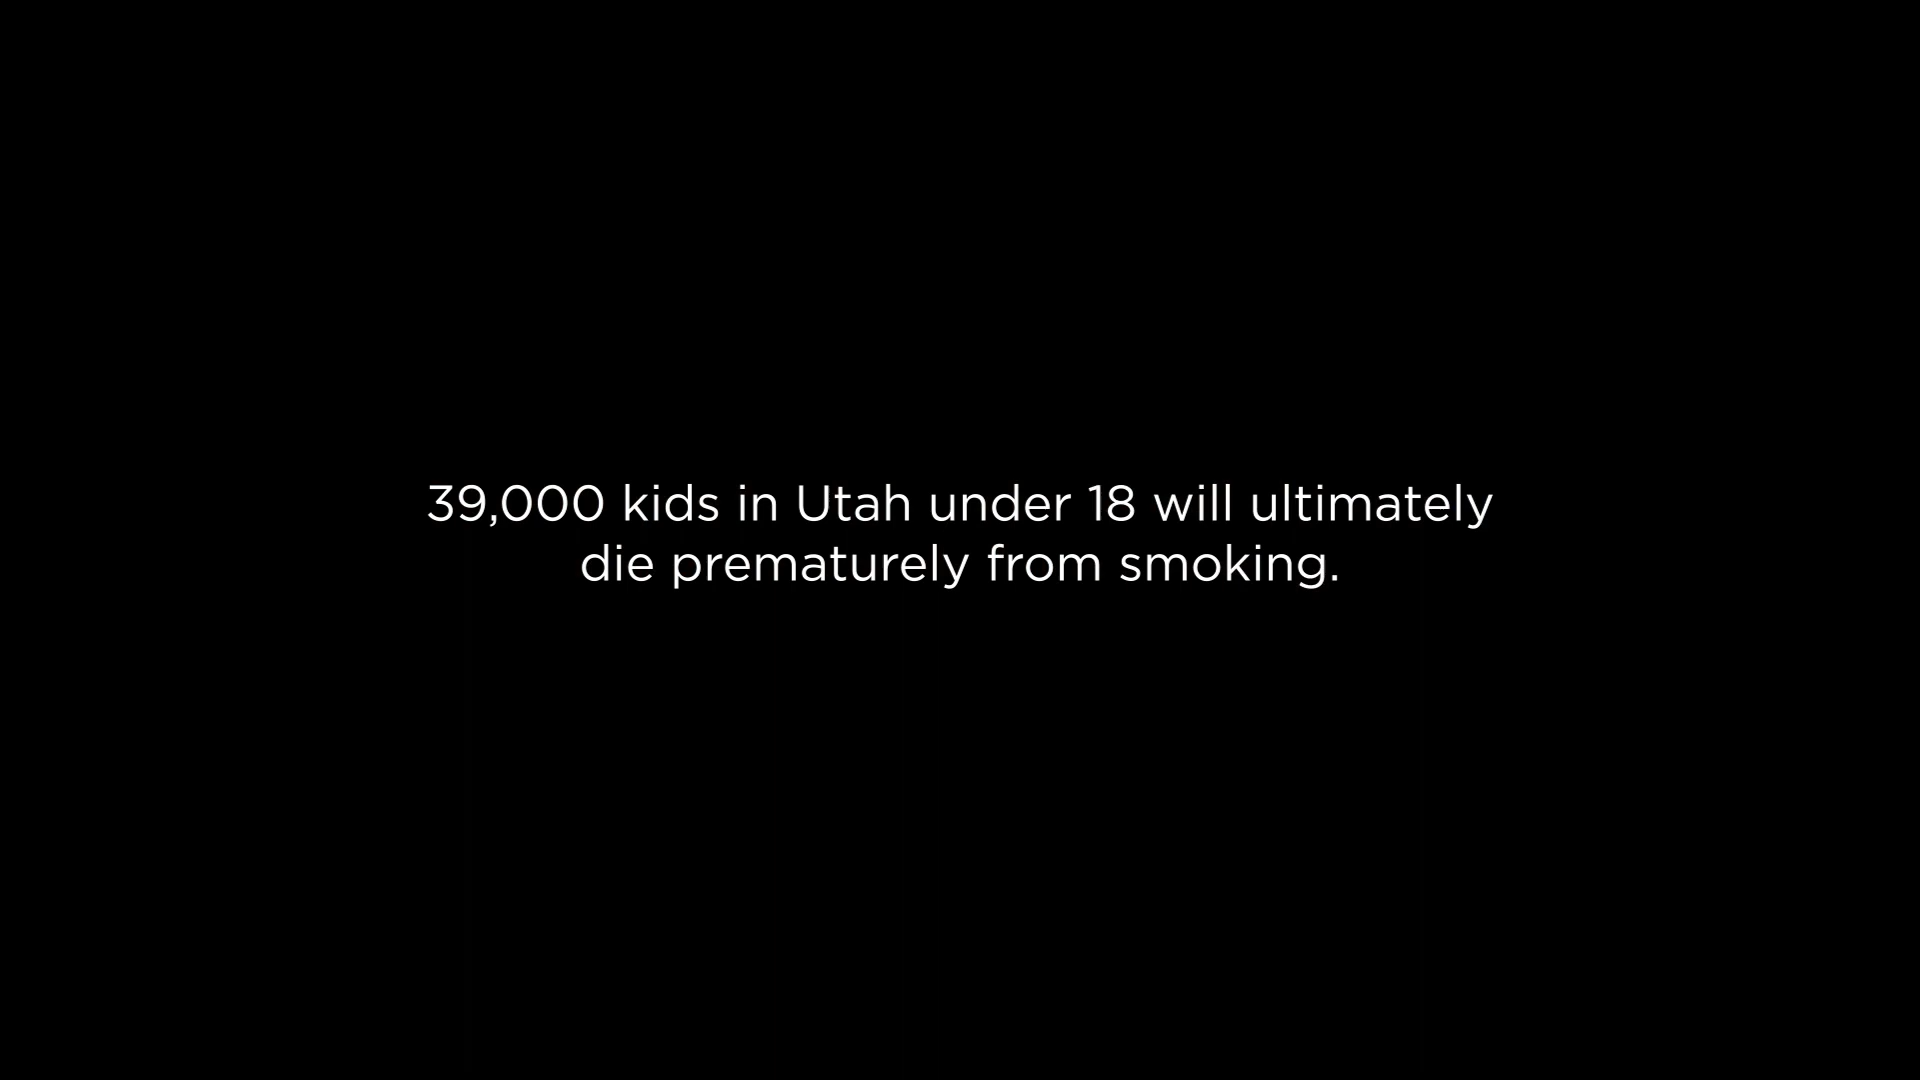 39,000 kids in Utah under 18 will ultimately
die prematurely from smoking.